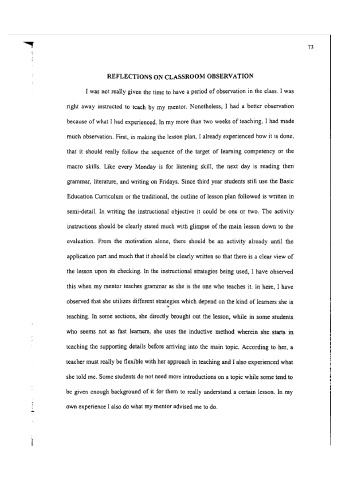 73
REFLECTIONS ON CLASSROOM OBSERVATION
I was not really given the time to have a period of observation in the class. I was
right away instructed to teach by my mentor. Nonetheless, I had a better observation
because of what I had experienced. In my more than two weeks of teaching, I had made
much observation. First, in making the lesson plan, I already experienced how it is done,
that it should really follow the sequence of the target of learning competency or the
macro skills. Like every Monday is for listening skill, the next day is reading then
grammar, literature, and writing on Fridays. Since third year students still use the Basic
Education Curriculum or the traditional, the outline of lesson plan followed is written in
semi-detail. In writing the instructional objective it could be one or two. The activity
instructions should be clearly stated much with glimpse of the main lesson down to the
evaluation. From the motivation alone, there should be an activity already until the
application part and much that it should be clearly written so that there is a clear view of
the lesson upon its checking. In the instructional strategies being used, I have observed
this when my mentor teaches grammar as she is the one who teaches it. in here, I have
observed that she utilizes different strategies which depend on the kind of learners she is
teaching. In some sections, she directly brought out the lesson, while in some students
who seems not as fast learners, she uses the inductive method wherein she starts in
teaching the supporting details before arriving into the main topic. According to her, a
teacher must really be flexible with her approach in teaching and I also experienced what
she told me. Some students do not need more introductions on a topic while some tend to
be given enough background of it for them to really understand a certain lesson. In my
own experience I also do what my mentor advised me to do.